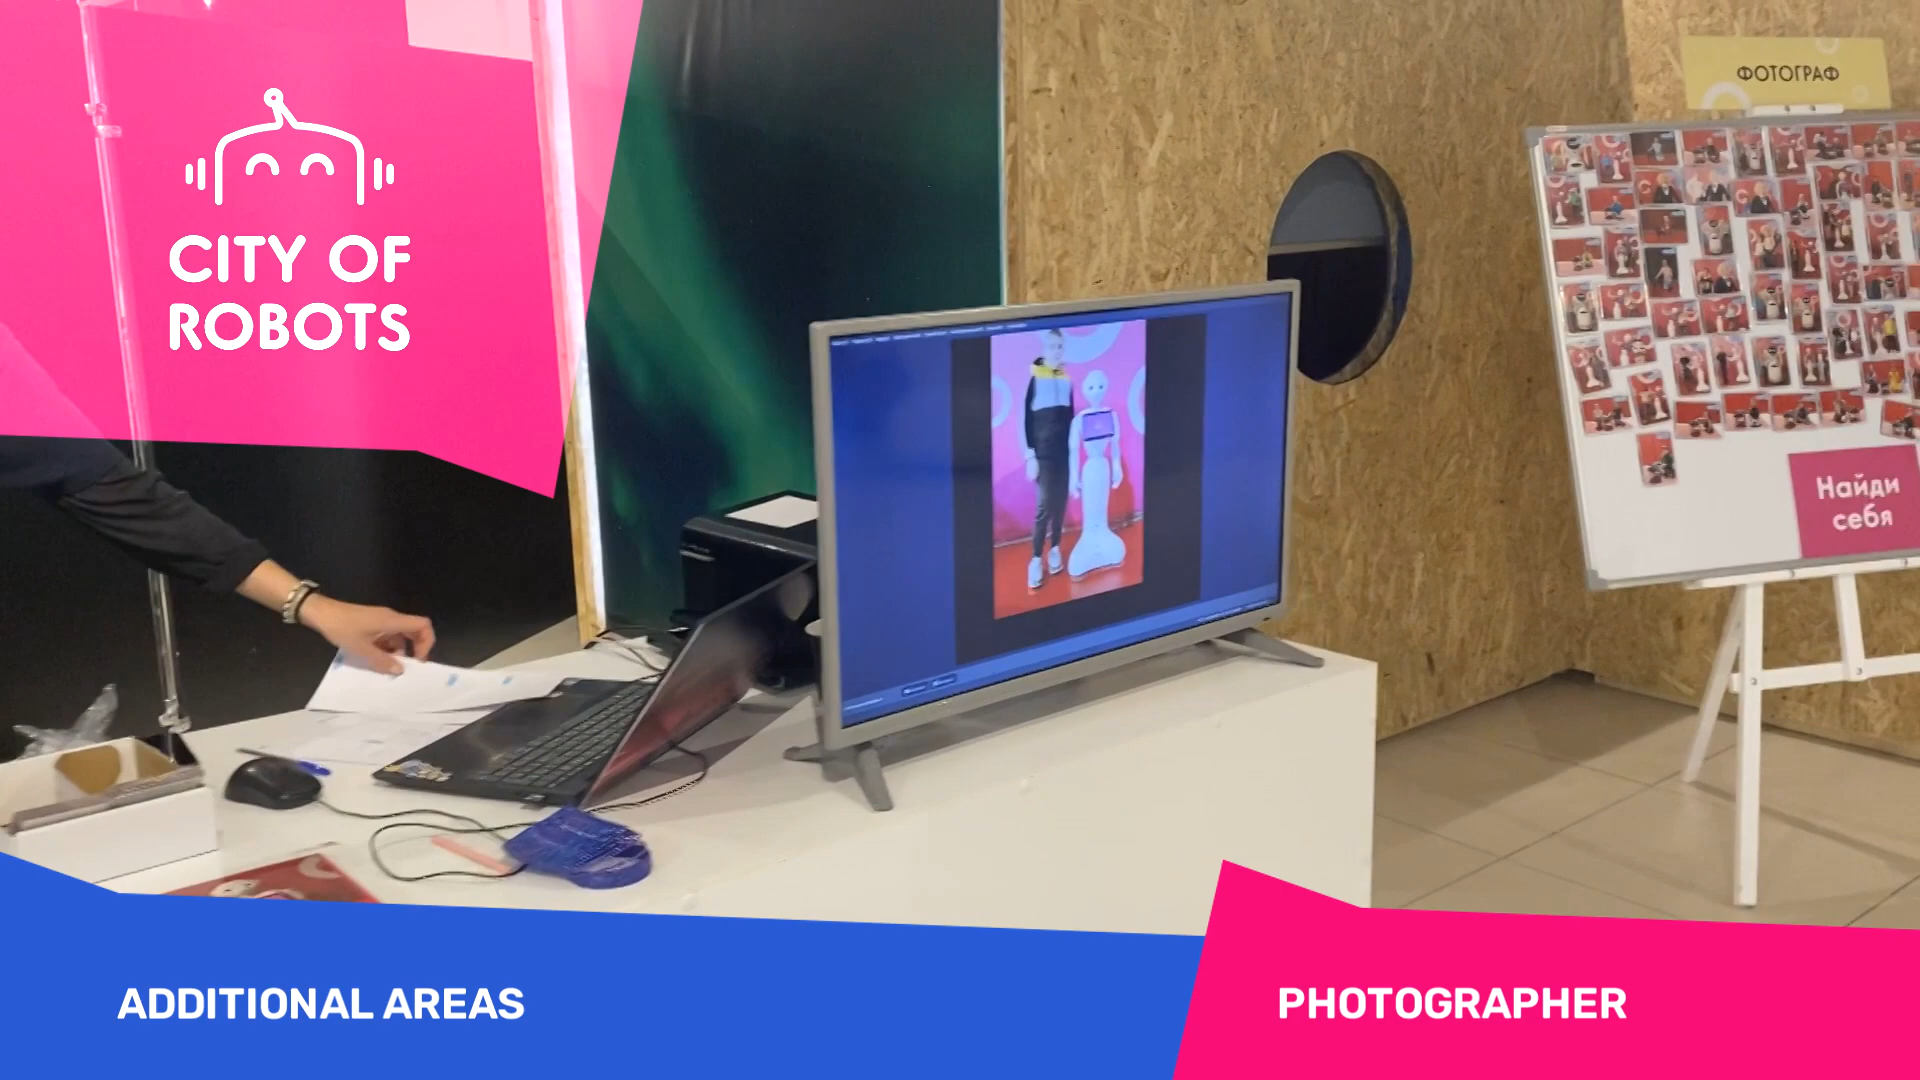 CITY OF
ROBOTS
ФОТОГРАФ
Найди
себя
ADDITIONAL AREAS
PHOTOGRAPHER